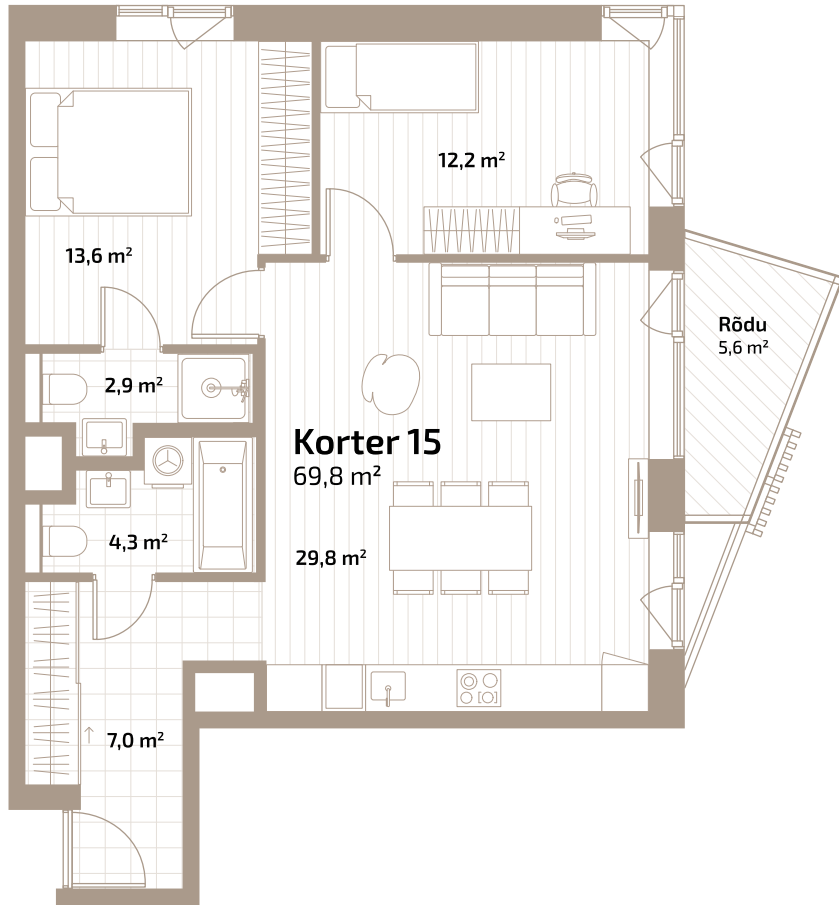 12,2 m²
13,6 m²
Rõdu
5,6 m²
2,9 m²
Korter 15
69,8 m²
4,3 m²
29,8 m²
7,0 m²